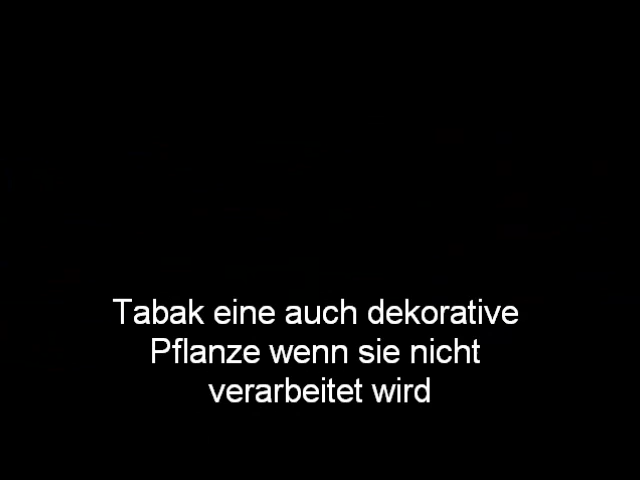 Tabak eine auch dekorative
Pflanze wenn sie nicht
verarbeitet wird